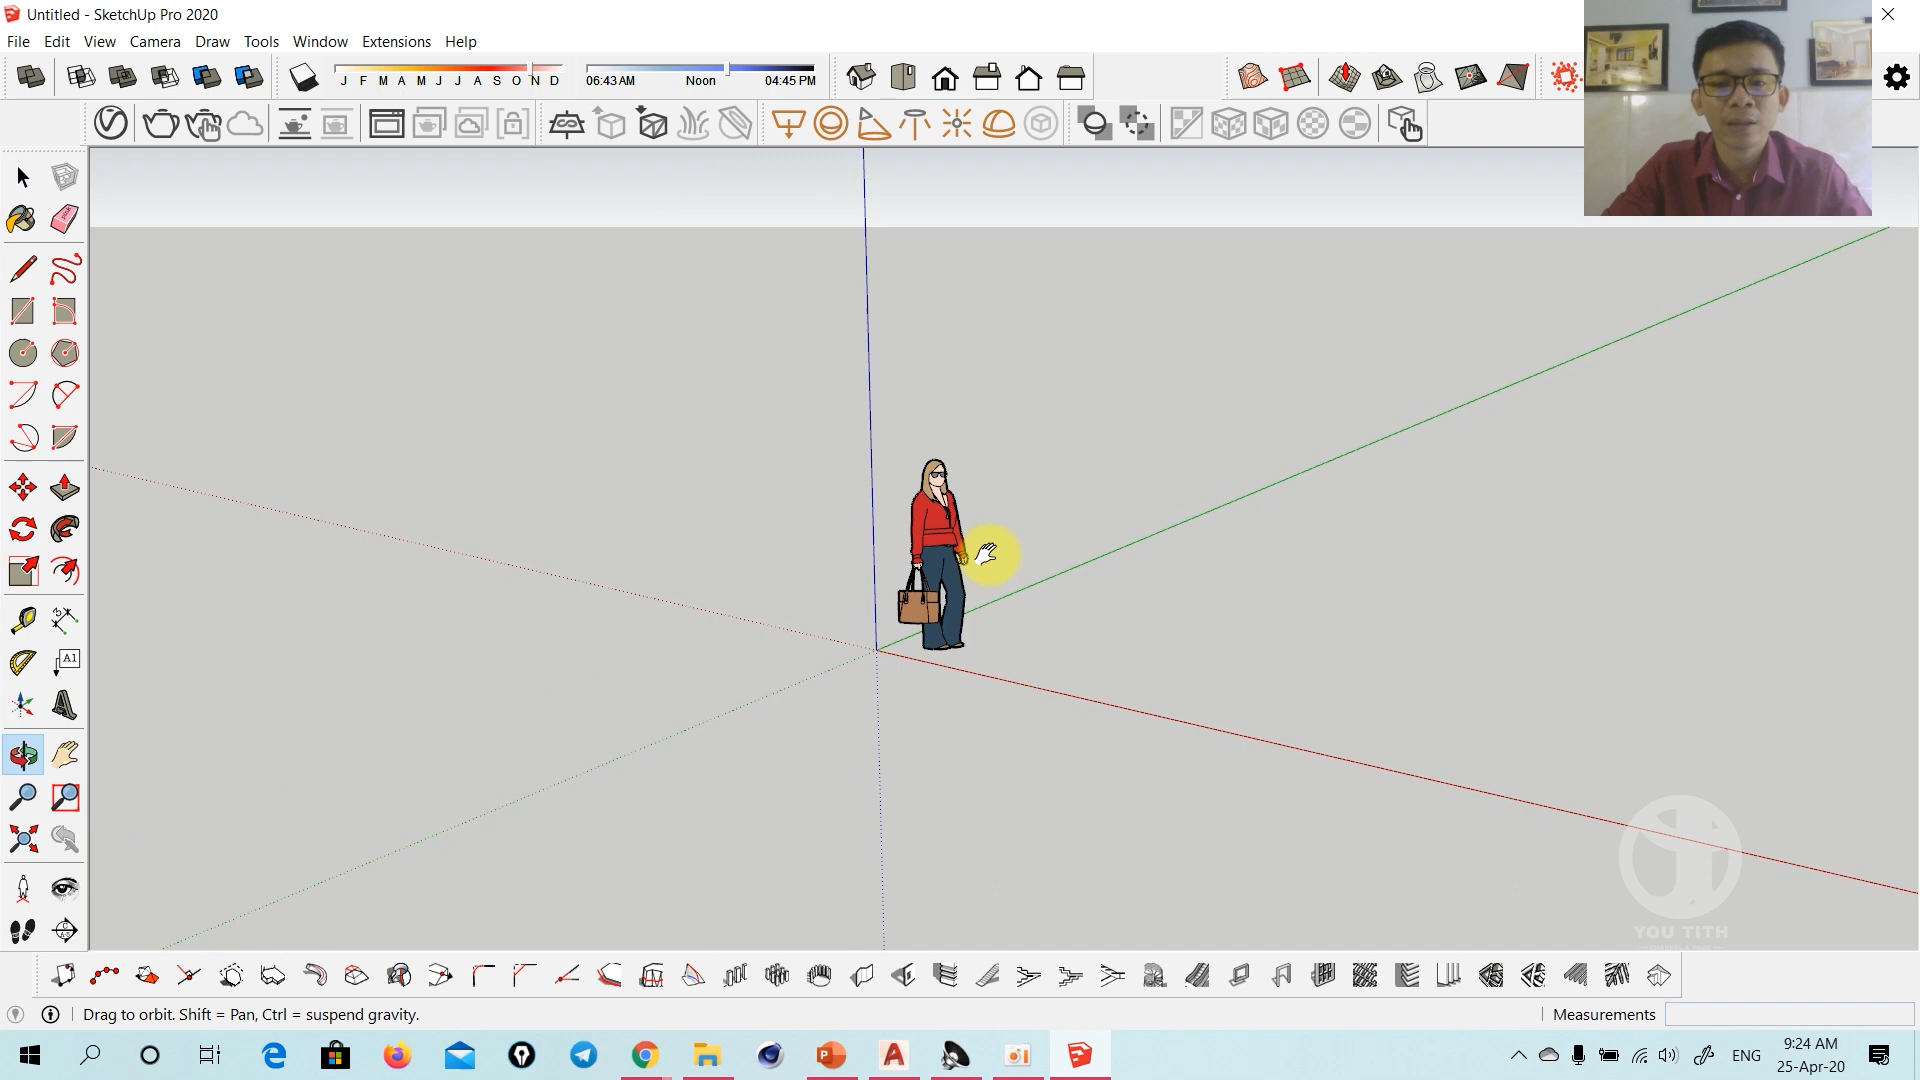 Untitled - SketchUp Pro 2020
File Edit View Camera Draw Tools Window Extensions Help
J F M A M J J A S O N D
06:43 AM Noon 04:45 PM
A1
YOU TITH
Drag to orbit. Shift = Pan, Ctrl = suspend gravity.
Measurements
ENG
9:24 AM
25-Apr-20